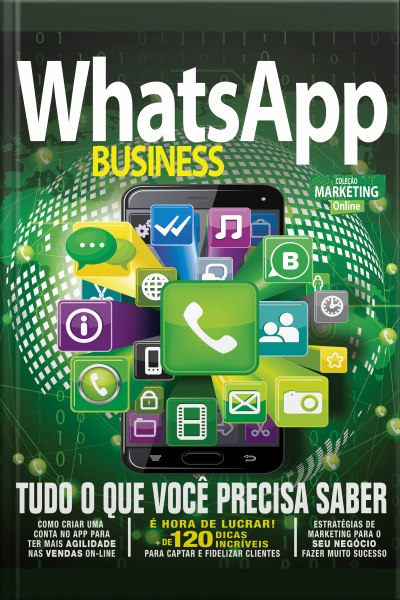 WhatsApp
BUSINESS
COLEÇÃO
MARKETING
Online
B
TUDO O QUE VOCÊ PRECISA SABER
COMO CRIAR UMA
CONTA NO APP PARA
TER MAIS AGILIDADE
NAS VENDAS ON-LINE
É HORA DE LUCRAR!
+ DE 120 DICAS INCRÍVEIS
PARA CAPTAR E FIDELIZAR CLIENTES
ESTRATÉGIAS DE
MARKETING PARA O
SEU NEGÓCIO
FAZER MUITO SUCESSO